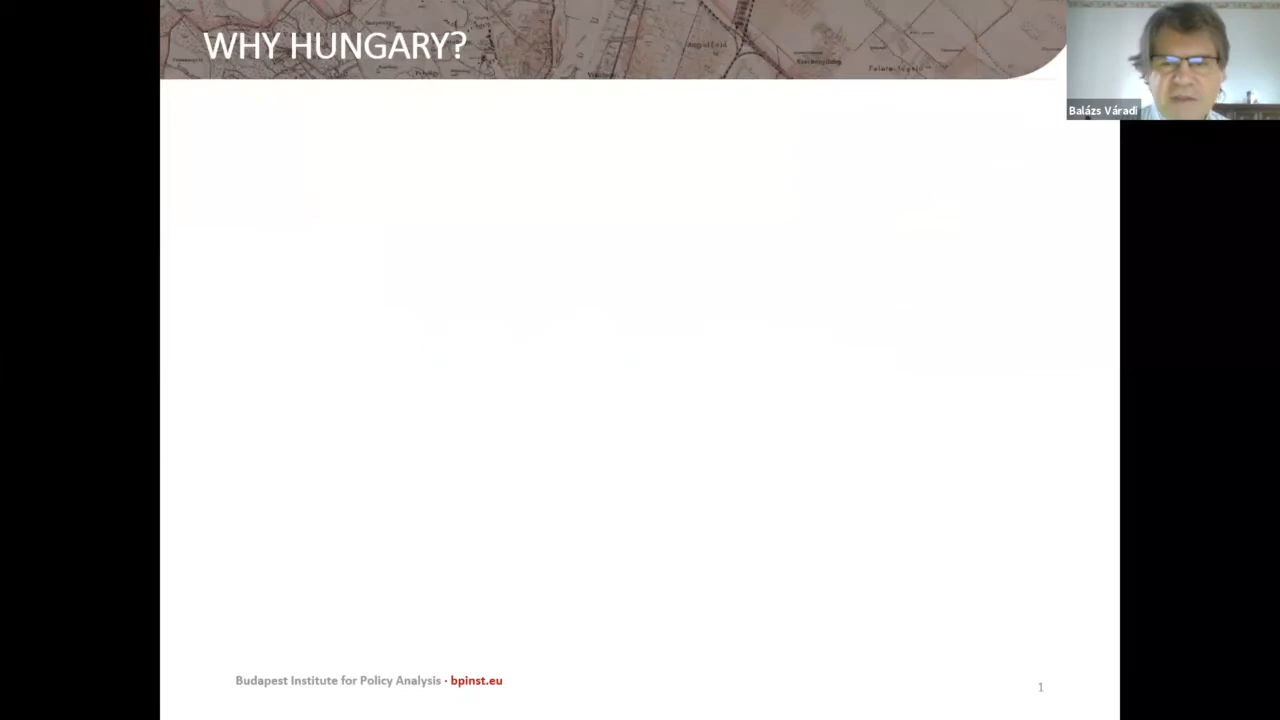 WHY HUNGARY?
Balázs Váradi
Budapest Institute for Policy Analysis · bpinst.eu
1